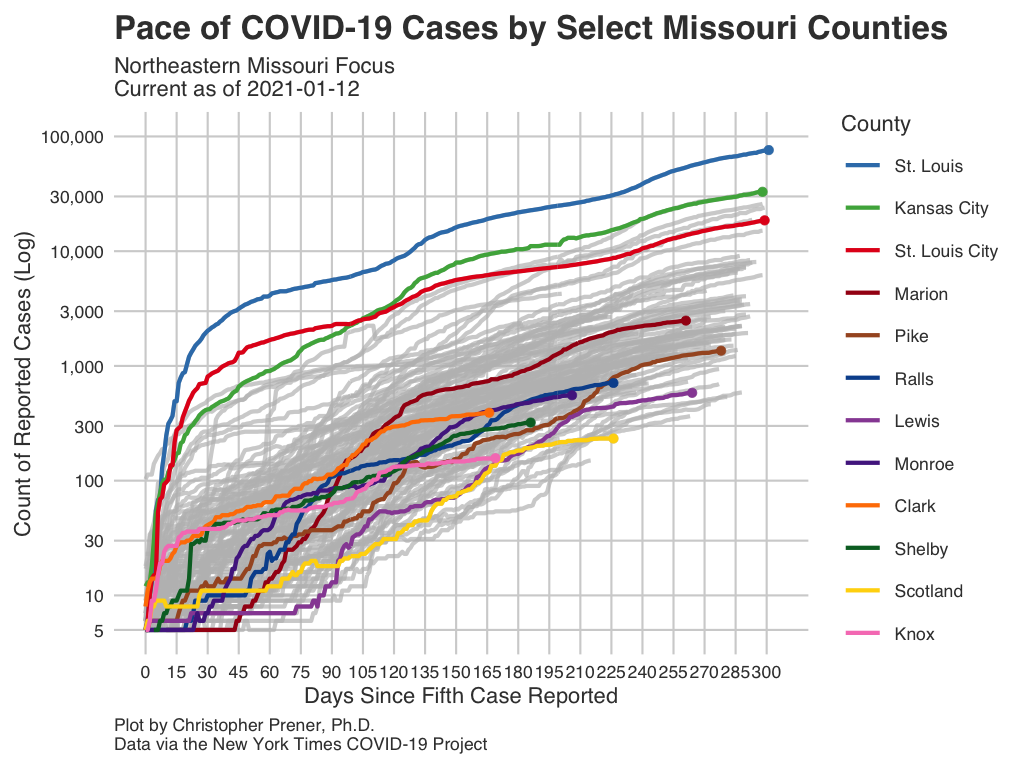 Pace of COVID-19 Cases by Select Missouri Counties
Northeastern Missouri Focus
Current as of 2021-01-12
Count of Reported Cases (Log)
100,000
30,000
10,000
3,000
1,000
300
100
30
10
5
0 15 30 45 60 75 90 105 120 135 150 165 180 195 210 225 240 255 270 285 300
Days Since Fifth Case Reported
County
St. Louis
Kansas City
St. Louis City
Marion
Pike
Ralls
Lewis
Monroe
Clark
Shelby
Scotland
Knox
Plot by Christopher Prener, Ph.D.
Data via the New York Times COVID-19 Project